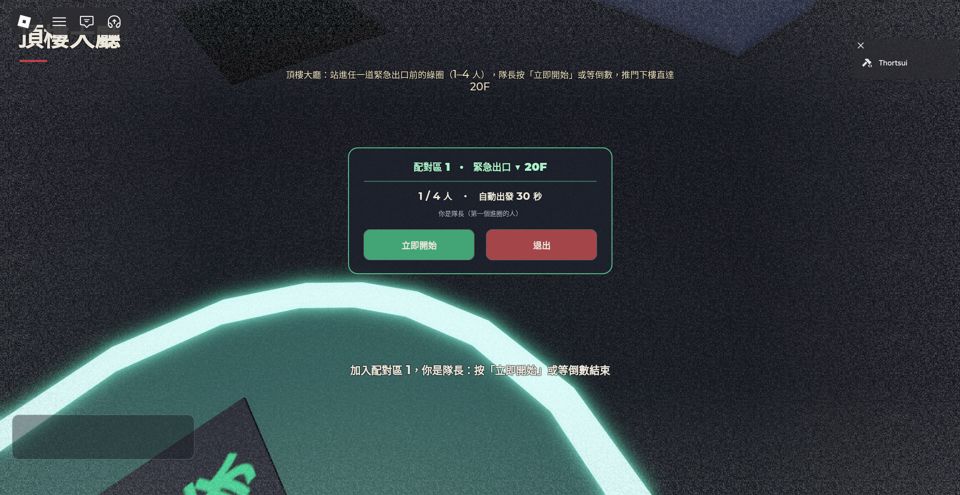 頂樓大廳
Thortsui
頂樓大廳：站進任一道緊急出口前的綠圈（1–4 人），隊長按「立即開始」或等倒數，推門下樓直達
20F
配對區 1 • 緊急出口 ▼ 20F
1 / 4 人 • 自動出發 30 秒
你是隊長（第一個進圈的人）
立即開始
退出
加入配對區 1，你是隊長：按「立即開始」或等倒數結束